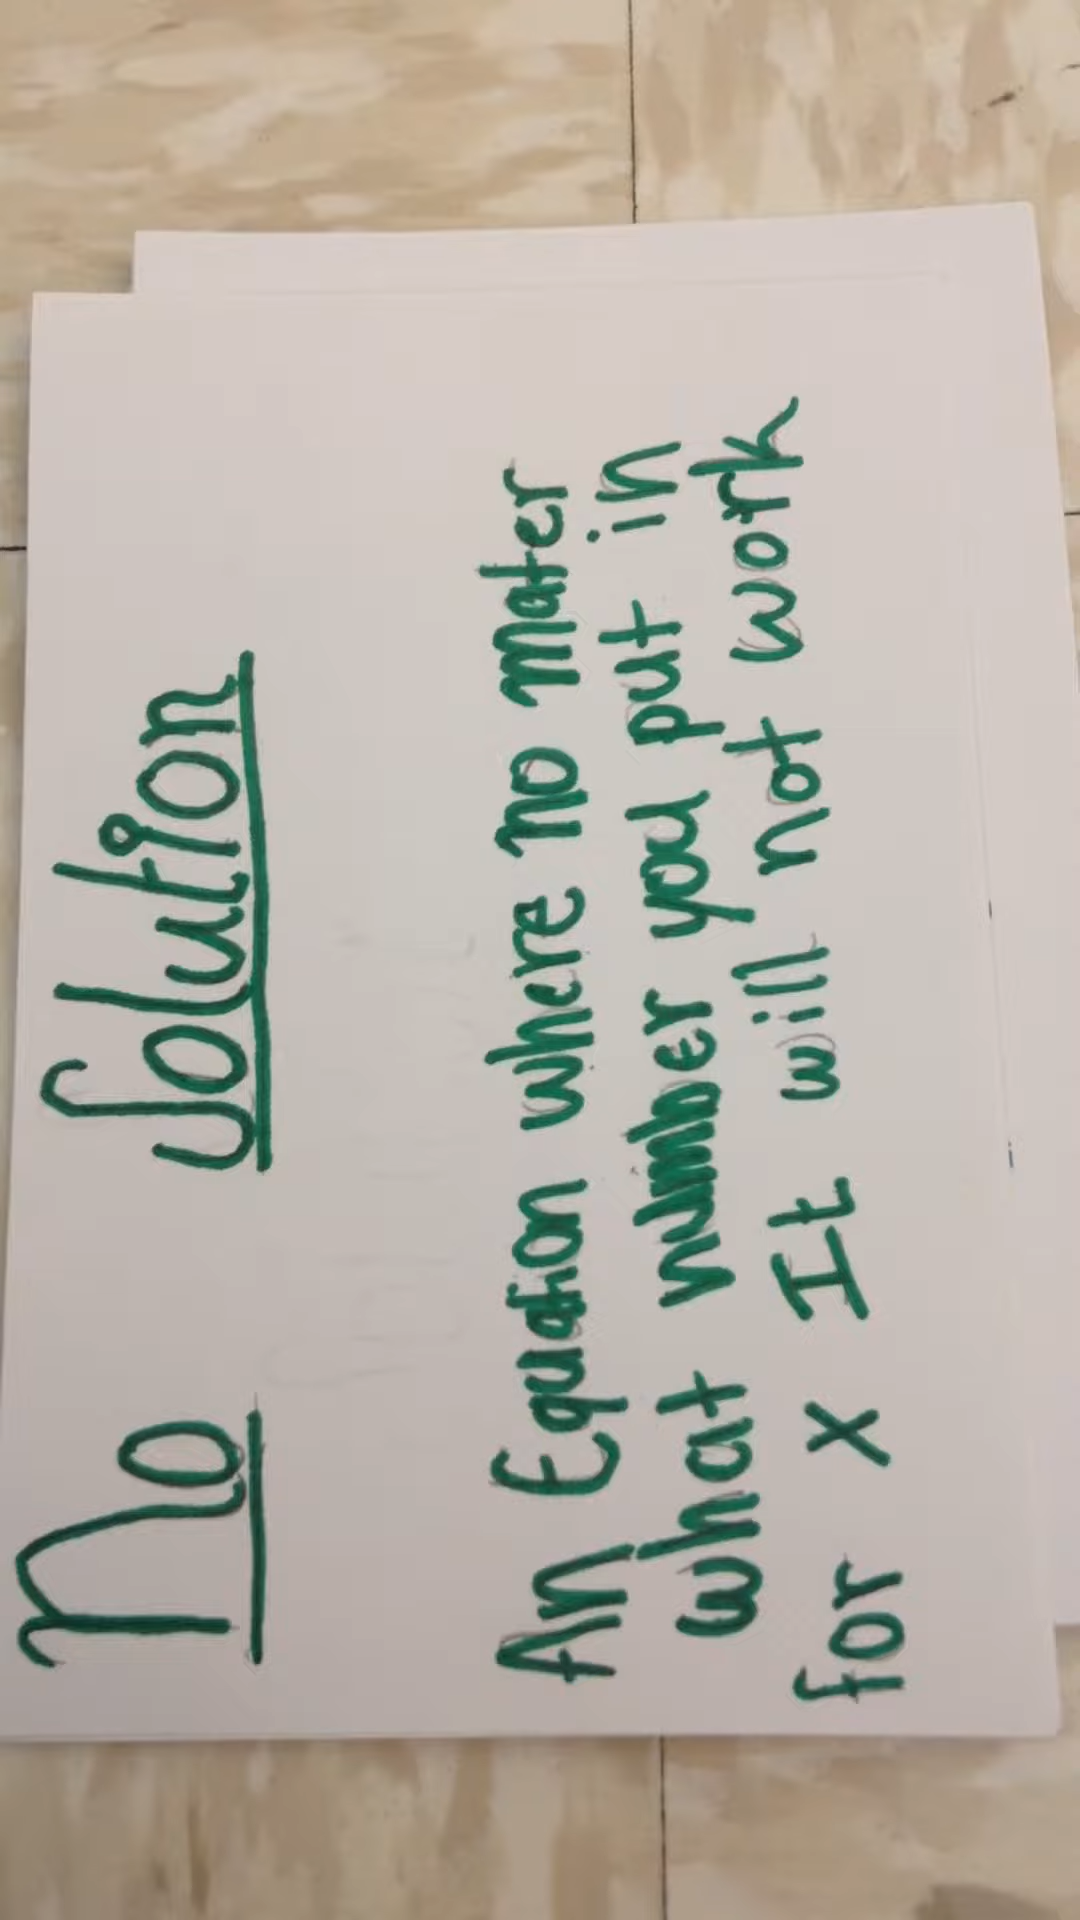 No Solution
An Equation where no mater
what number you put in
for x It will not work